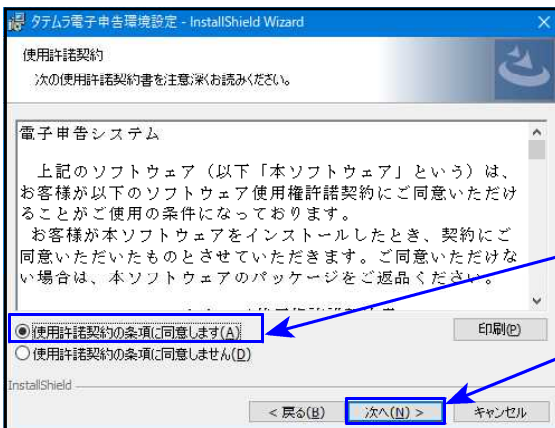 タテムラ電子申告環境設定 - InstallShield Wizard
使用許諾契約
次の使用許諾契約書を注意深くお読みください。
電子申告システム
上記のソフトウェア（以下「本ソフトウェア」という）は、
お客様が以下のソフトウェア使用権許諾契約にご同意いただけ
ることがご使用の条件になっております。
お客様が本ソフトウェアをインストールしたとき、契約にご
同意いただいたものとさせていただきます。ご同意いただけな
い場合は、本ソフトウェアのパッケージをご返品ください。
使用許諾契約の条項に同意します(A)
印刷(P)
使用許諾契約の条項に同意しません(D)
InstallShield
< 戻る(B)
次へ(N) >
キャンセル